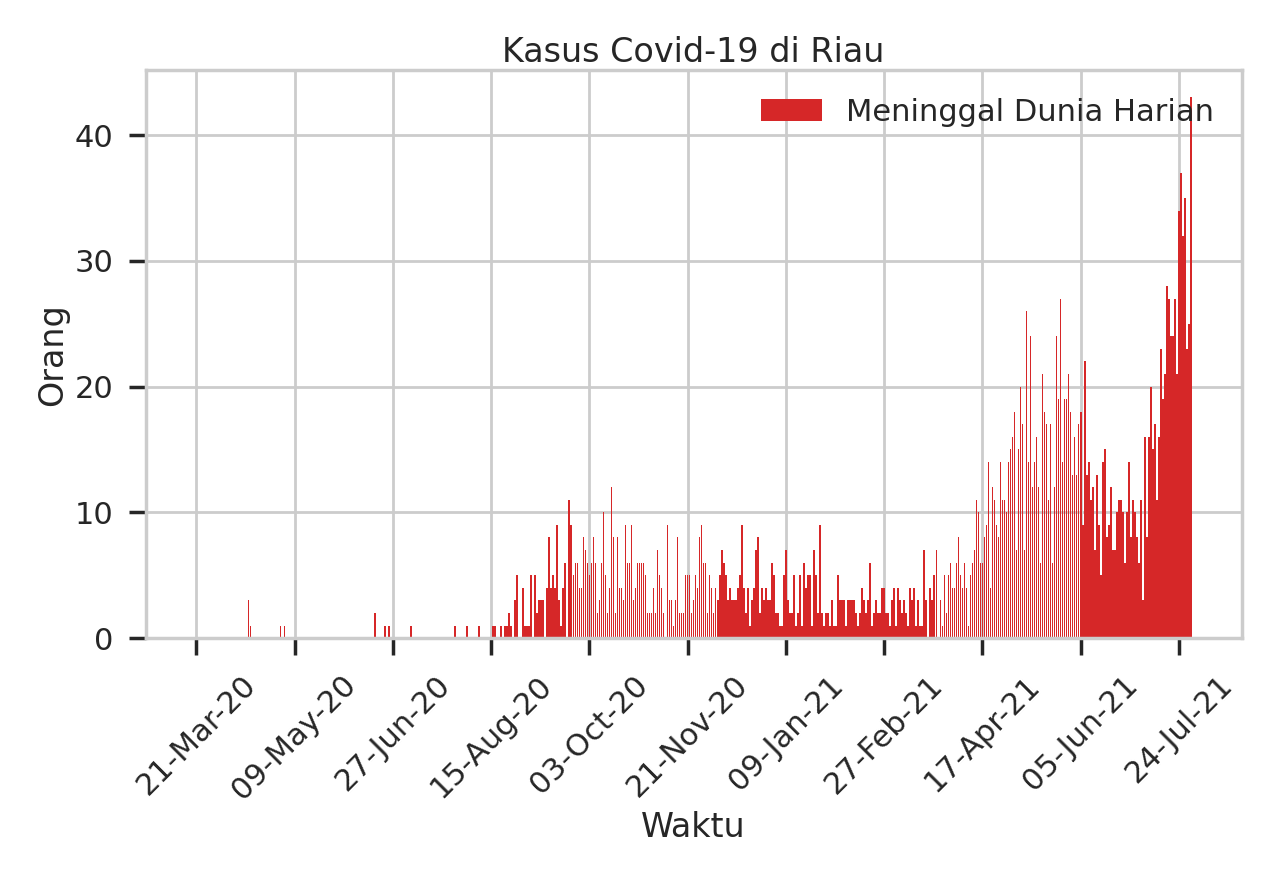 Kasus Covid-19 di Riau
Meninggal Dunia Harian
Orang
40
30
20
10
0
21-Mar-20
09-May-20
27-Jun-20
15-Aug-20
03-Oct-20
21-Nov-20
09-Jan-21
27-Feb-21
17-Apr-21
05-Jun-21
24-Jul-21
Waktu